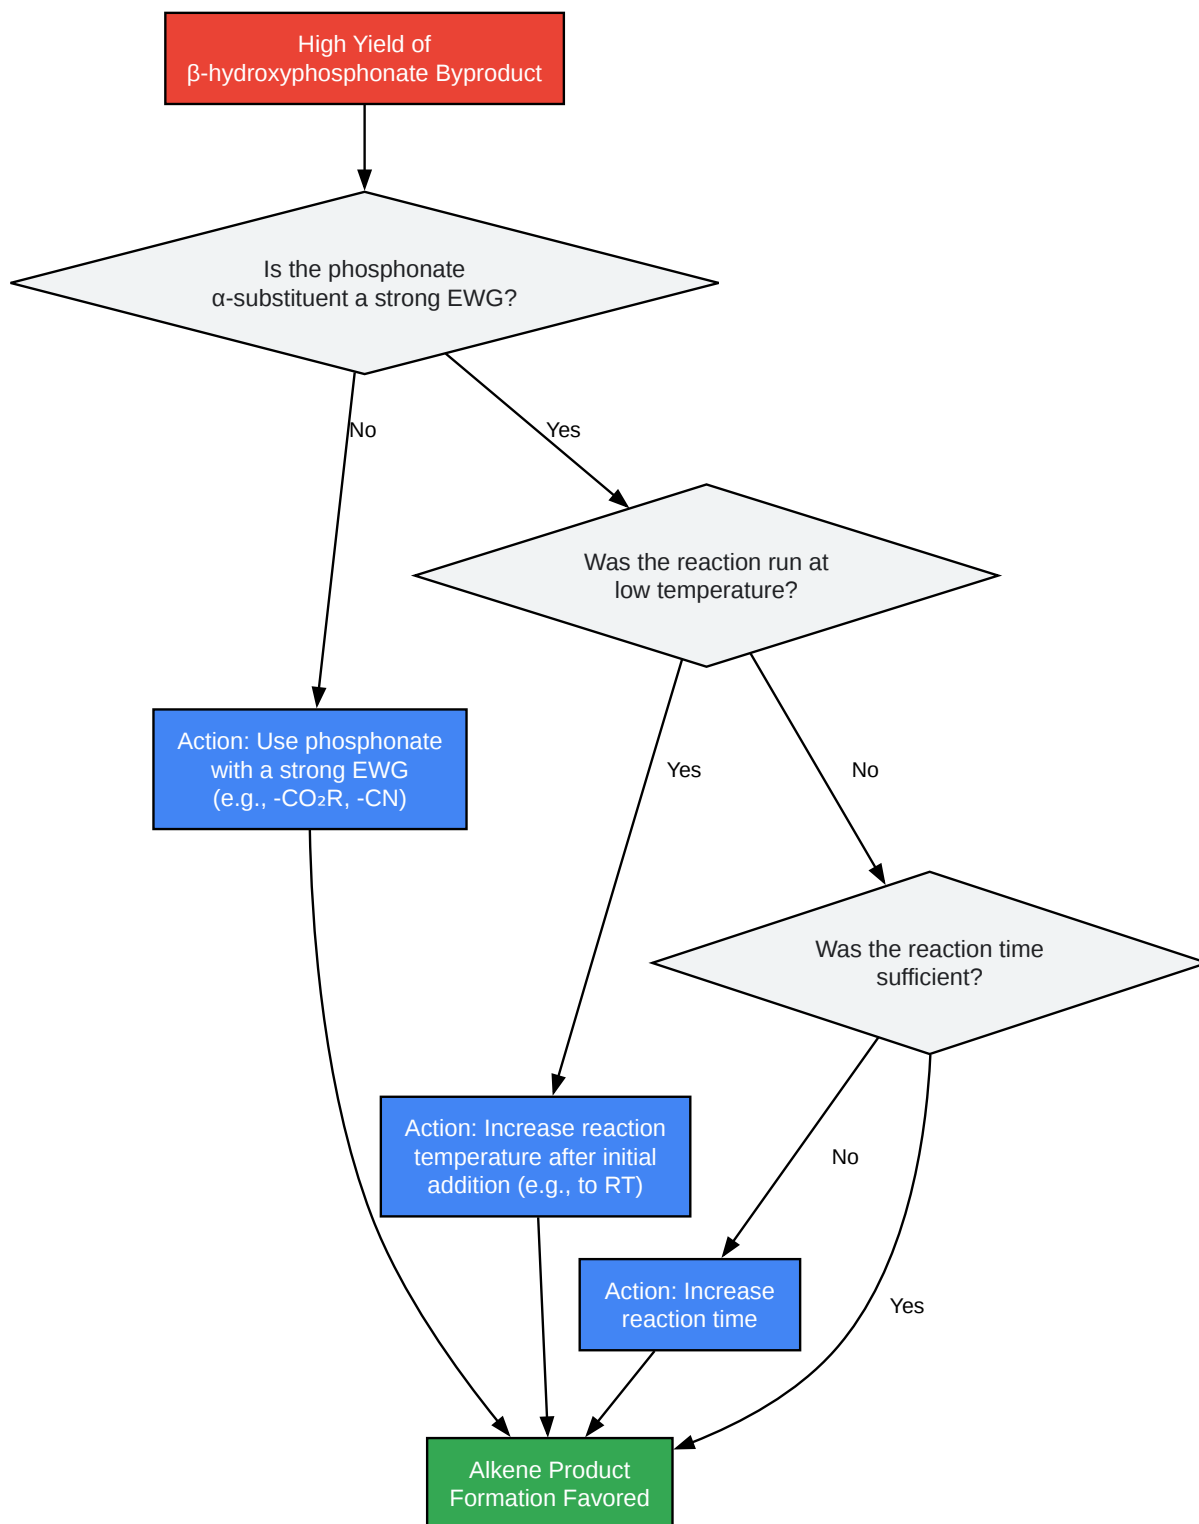 High Yield of
β-hydroxyphosphonate Byproduct
Is the phosphonate
α-substituent a strong EWG?
No
Yes
Was the reaction run at
low temperature?
Action: Use phosphonate
with a strong EWG
(e.g., -CO₂R, -CN)
Yes
No
Was the reaction time
sufficient?
Action: Increase reaction
temperature after initial
addition (e.g., to RT)
No
Action: Increase
reaction time
Yes
Alkene Product
Formation Favored